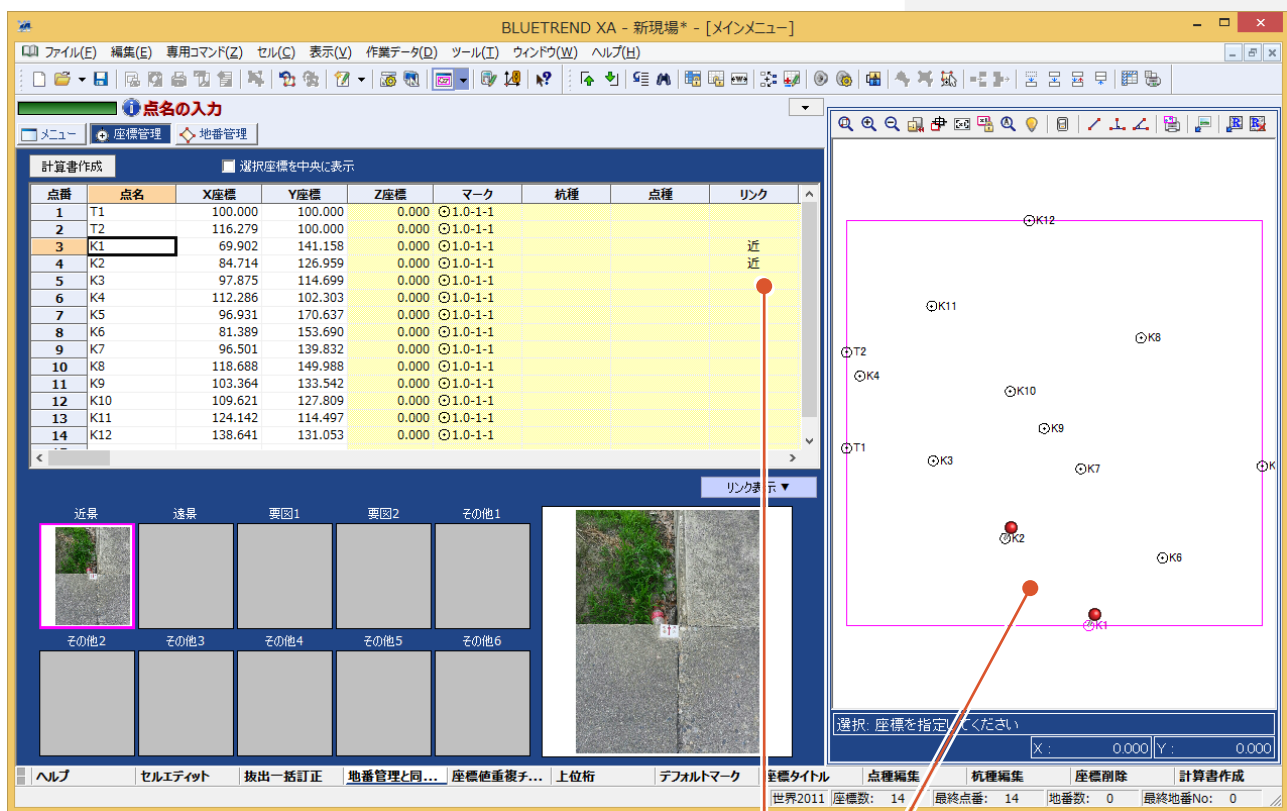 BLUETREND XA - 新現場* - [メインメニュー]
ファイル(F) 編集(E) 専用コマンド(Z) セル(C) 表示(V) 作業データ(D) ツール(T) ウィンドウ(W) ヘルプ(H)
点名の入力
メニュー 座標管理 地番管理
計算書作成 選択座標を中央に表示
点番 点名 X座標 Y座標 Z座標 マーク 杭種 点種 リンク
1 T1 100.000 100.000 0.000 ⊙1.0-1-1
2 T2 116.279 100.000 0.000 ⊙1.0-1-1
3 K1 69.902 141.158 0.000 ⊙1.0-1-1 近
4 K2 84.714 126.959 0.000 ⊙1.0-1-1 近
5 K3 97.875 114.699 0.000 ⊙1.0-1-1
6 K4 112.286 102.303 0.000 ⊙1.0-1-1
7 K5 96.931 170.637 0.000 ⊙1.0-1-1
8 K6 81.389 153.690 0.000 ⊙1.0-1-1
9 K7 96.501 139.832 0.000 ⊙1.0-1-1
10 K8 118.688 149.988 0.000 ⊙1.0-1-1
11 K9 103.364 133.542 0.000 ⊙1.0-1-1
12 K10 109.621 127.809 0.000 ⊙1.0-1-1
13 K11 124.142 114.497 0.000 ⊙1.0-1-1
14 K12 138.641 131.053 0.000 ⊙1.0-1-1
リンク表示▼
近景 遠景 要図1 要図2 その他1
その他2 その他3 その他4 その他5 その他6
K12
K11
K8
T2
K4
K10
K9
T1
K3
K7
K
K2
K6
K1
選択: 座標を指定してください
X : 0.000 Y : 0.000
ヘルプ セルエディット 抜出一括訂正 地番管理と同... 座標値重複チ... 上位桁 デフォルトマーク 座標タイトル 点種編集 杭種編集 座標削除 計算書作成
世界2011 座標数: 14 最終点番: 14 地番数: 0 最終地番No: 0